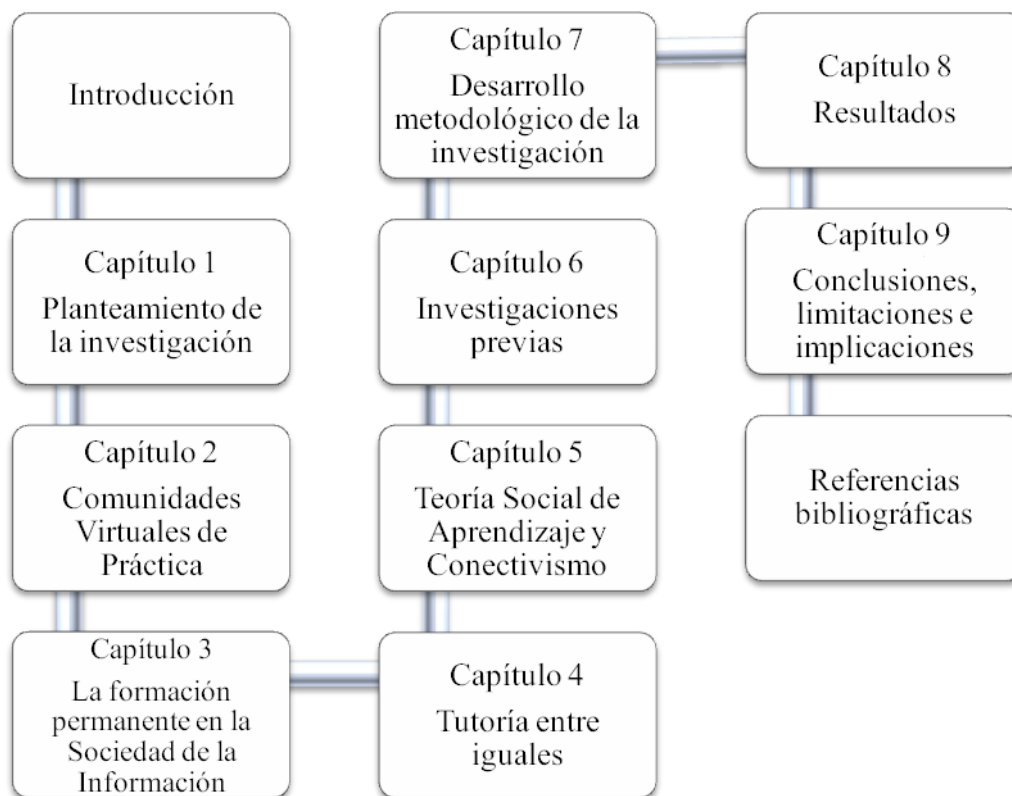 Introducción
Capítulo 1
Planteamiento de
la investigación
Capítulo 2
Comunidades
Virtuales de
Práctica
Capítulo 3
La formación
permanente en la
Sociedad de la
Información
Capítulo 4
Tutoría entre
iguales
Capítulo 5
Teoría Social de
Aprendizaje y
Conectivismo
Capítulo 6
Investigaciones
previas
Capítulo 7
Desarrollo
metodológico de la
investigación
Capítulo 8
Resultados
Capítulo 9
Conclusiones,
limitaciones e
implicaciones
Referencias
bibliográficas